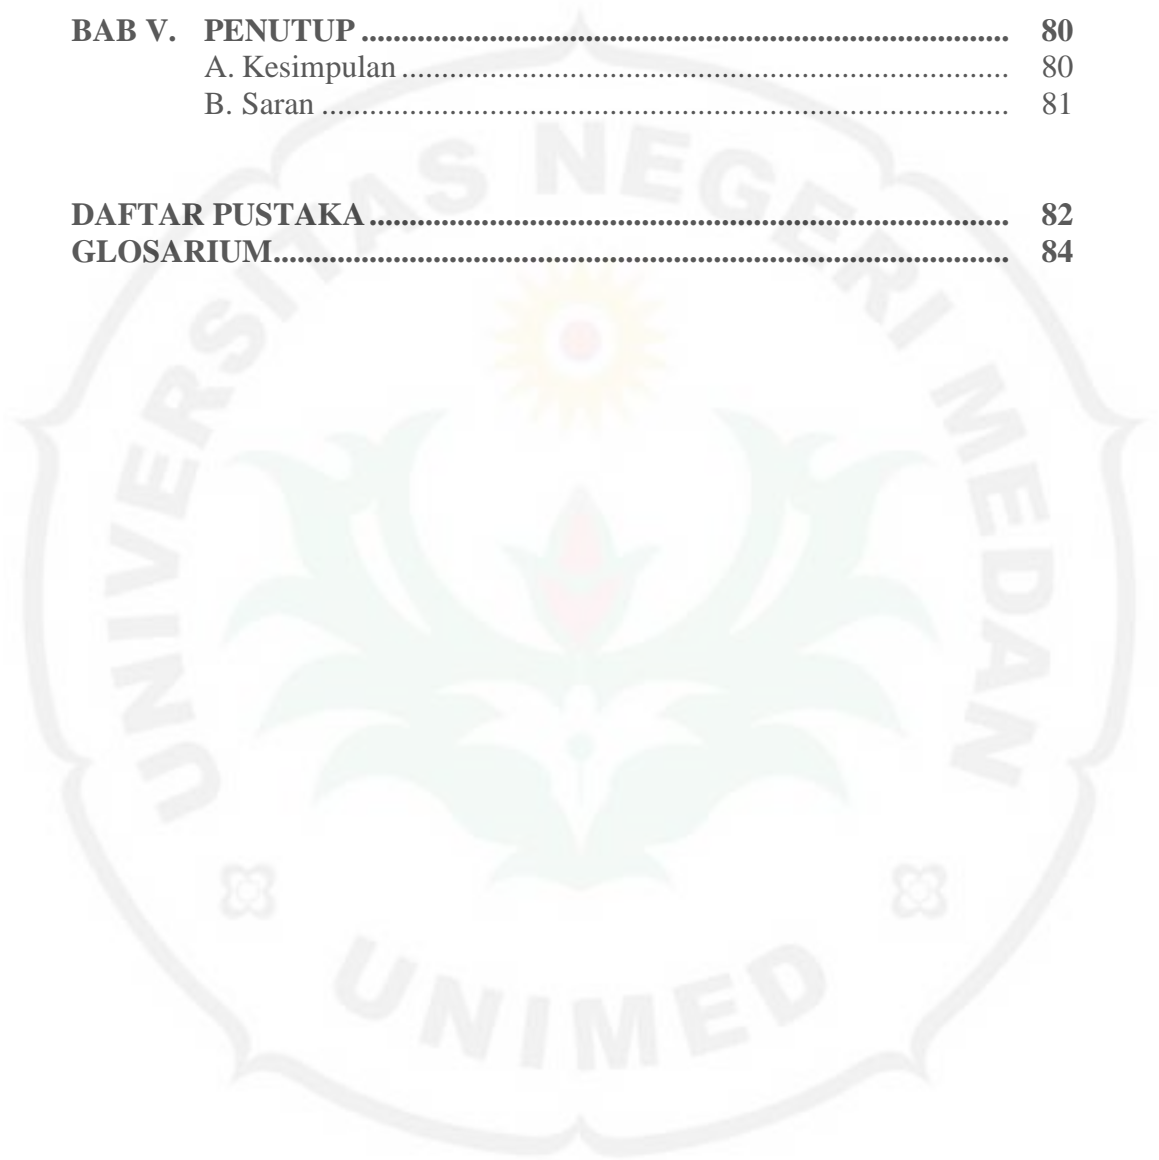 BAB V. PENUTUP ................................................................................. 80
A. Kesimpulan ............................................................................ 80
B. Saran ...................................................................................... 81
DAFTAR PUSTAKA ................................................................................ 82
GLOSARIUM............................................................................................ 84
UNIVERSITAS NEGERI MEDAN
UNIMED